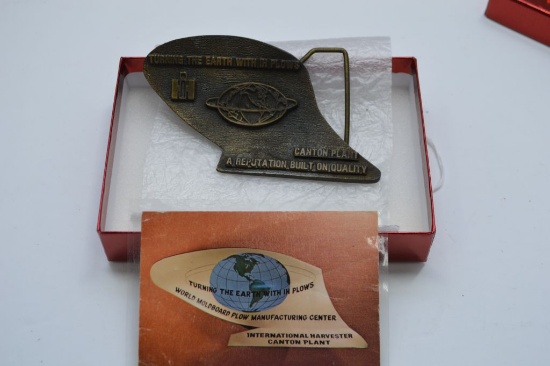 TURNING THE EARTH WITH IH PLOWS
IH
CANTON PLANT
A REPUTATION BUILT ON QUALITY
TURNING THE EARTH WITH IH PLOWS
WORLD MOLDBOARD PLOW MANUFACTURING CENTER
INTERNATIONAL HARVESTER
CANTON PLANT